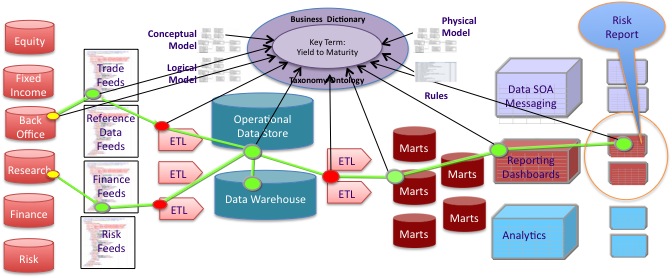 Business Dictionary
Key Term:
Yield to Maturity
Taxonomy/Ontology
Conceptual
Model
Logical
Model
Physical
Model
Rules
Risk
Report
Equity
Fixed
Income
Back
Office
Research
Finance
Risk
Trade
Feeds
Reference
Data
Feeds
Finance
Feeds
Risk
Feeds
ETL
ETL
ETL
Operational
Data Store
Data Warehouse
ETL
ETL
Marts
Marts
Marts
Marts
Marts
Data SOA
Messaging
Reporting
Dashboards
Analytics